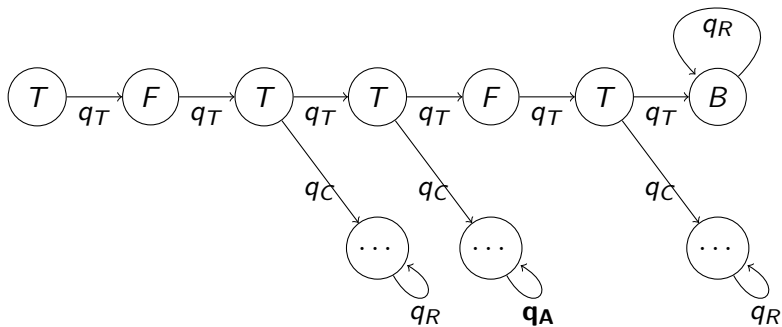 q_R
T F T T F T B
q_T q_T q_T q_T q_T q_T
q_C q_C q_C
... ... ...
q_R q_A q_R